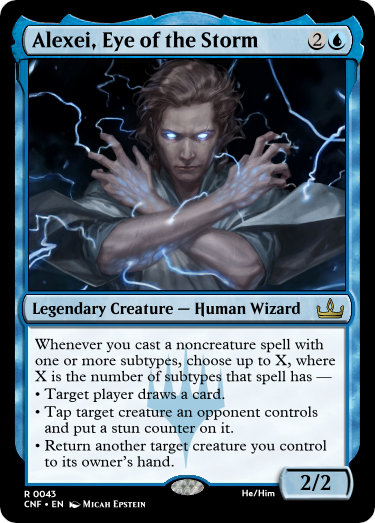 Alexei, Eye of the Storm 2
Legendary Creature — Human Wizard
Whenever you cast a noncreature spell with
one or more subtypes, choose up to X, where
X is the number of subtypes that spell has —
• Target player draws a card.
• Tap target creature an opponent controls
and put a stun counter on it.
• Return another target creature you control
to its owner's hand.
2/2
R 0043 He/Him
CNF • EN Micah Epstein